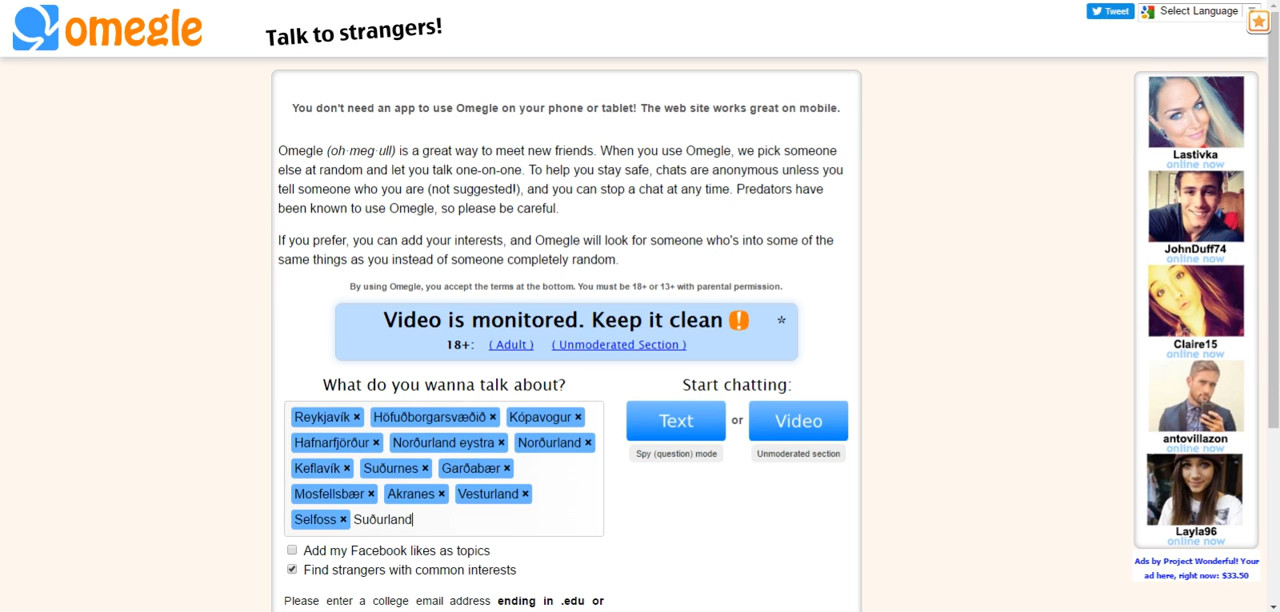 omegle
Talk to strangers!
Tweet
Select Language
You don't need an app to use Omegle on your phone or tablet! The web site works great on mobile.
Omegle (oh·meg·ull) is a great way to meet new friends. When you use Omegle, we pick someone
else at random and let you talk one-on-one. To help you stay safe, chats are anonymous unless you
tell someone who you are (not suggested!), and you can stop a chat at any time. Predators have
been known to use Omegle, so please be careful.
If you prefer, you can add your interests, and Omegle will look for someone who's into some of the
same things as you instead of someone completely random.
By using Omegle, you accept the terms at the bottom. You must be 18+ or 13+ with parental permission.
Video is monitored. Keep it clean ! *
18+: ( Adult ) ( Unmoderated Section )
What do you wanna talk about?
Reykjavík × Höfuðborgarsvæðið × Kópavogur ×
Hafnarfjörður × Norðurland eystra × Norðurland ×
Keflavík × Suðurnes × Garðabær ×
Mosfellsbær × Akranes × Vesturland ×
Selfoss × Suðurland
Add my Facebook likes as topics
Find strangers with common interests
Please enter a college email address ending in .edu or
Start chatting:
Text or Video
Spy (question) mode Unmoderated section
Lastivka
online now
JohnDuff74
online now
Claire15
online now
antovillazon
online now
Layla96
online now
Ads by Project Wonderful! Your
ad here, right now: $33.50